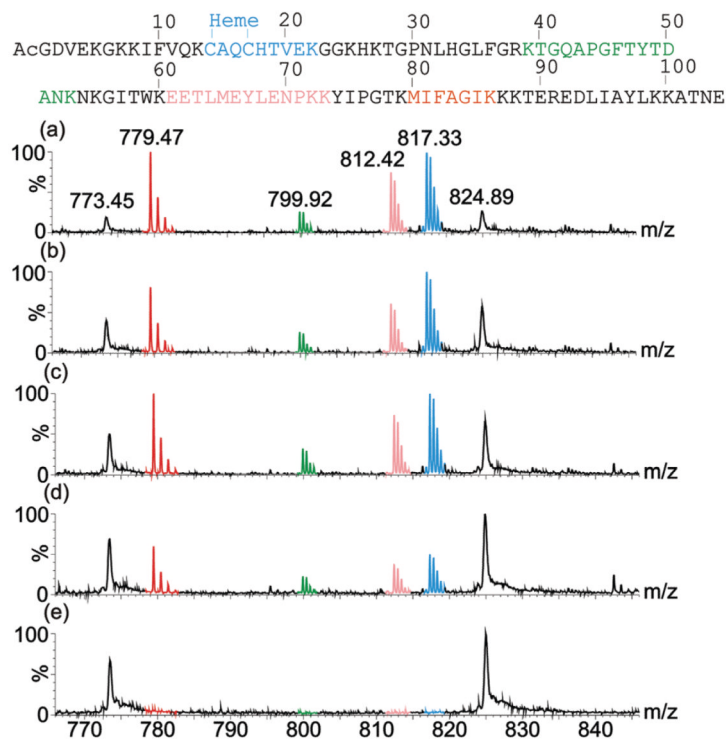 Heme
10 20 30 40 50
AcGDVEKGKKIFVQKCAQCHTVEKGGKHKTGPNLHGLFGRKTGQAPGFTYTD
60 70 80 90 100
ANKNKGITWKEETLMEYLENPKKYIPGTKMIFAGIKKKTEREDLIAYLKKATNE
(a)
100
%
0
773.45 779.47 799.92 812.42 817.33 824.89
m/z
(b)
100
%
0
m/z
(c)
100
%
0
m/z
(d)
100
%
0
m/z
(e)
100
%
0
m/z
770 780 790 800 810 820 830 840